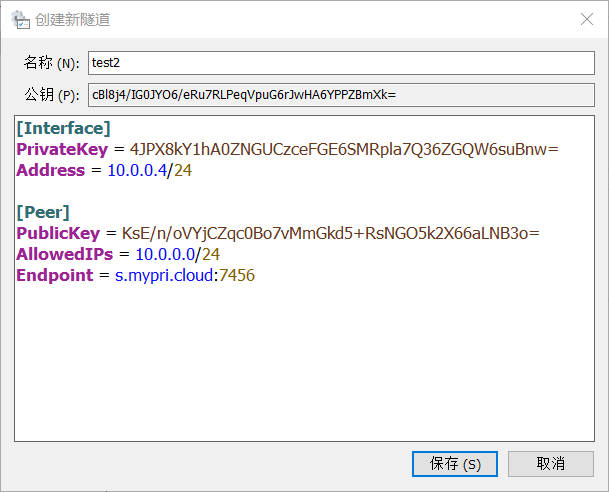 创建新隧道
名称 (N): test2
公钥 (P): cBl8j4/IG0JYO6/eRu7RLPeqVpuG6rJwHA6YPPZBmXk=
[Interface]
PrivateKey = 4JPX8kY1hA0ZNGUCzceFGE6SMRpla7Q36ZGQW6suBnw=
Address = 10.0.0.4/24
[Peer]
PublicKey = KsE/n/oVYjCZqc0Bo7vMmGkd5+RsNGO5k2X66aLNB3o=
AllowedIPs = 10.0.0.0/24
Endpoint = s.mypri.cloud:7456
保存 (S) 取消